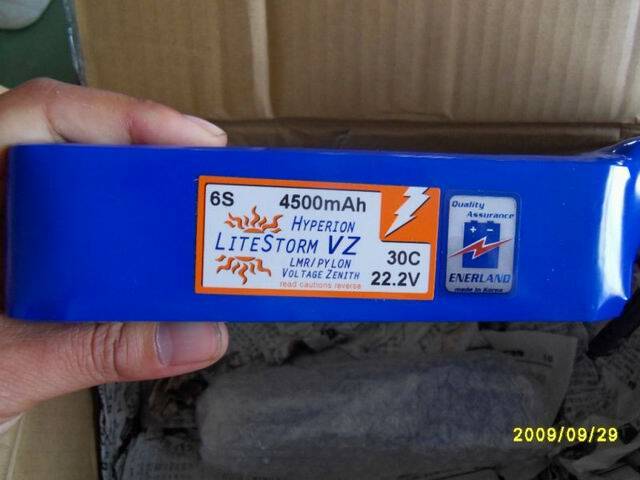 6S 4500mAh
HYPERION
LITESTORM VZ
LMR/PYLON
VOLTAGE ZENITH
30C
22.2V
read cautions reverse
Quality
Assurance
ENERLAND
made in Korea
2009/09/29